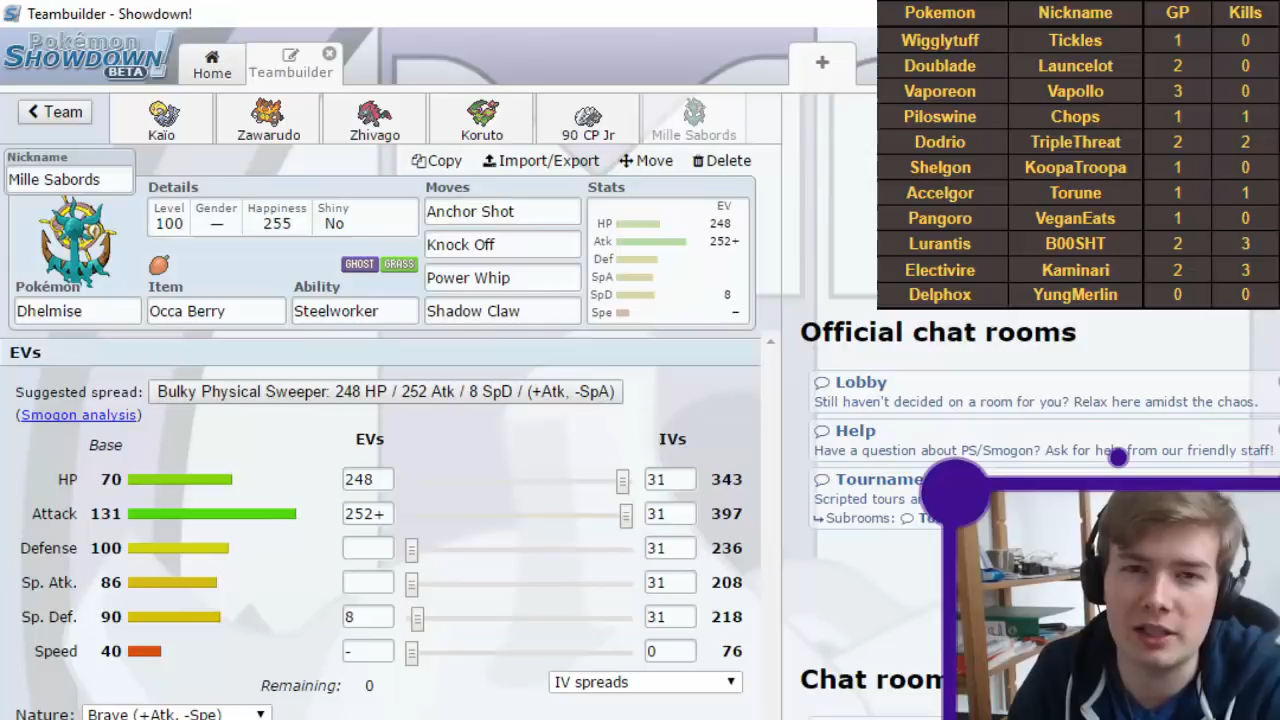 Teambuilder - Showdown!
Pokémon
SHOWDOWN!
BETA
Home
Teambuilder
+
Team
Kaïo
Zawarudo
Zhivago
Koruto
90 CP Jr
Mille Sabords
Nickname
Mille Sabords
Copy
Import/Export
Move
Delete
Details
Level Gender Happiness Shiny
100 — 255 No
GHOST GRASS
Pokémon Item Ability
Dhelmise Occa Berry Steelworker
Moves
Anchor Shot
Knock Off
Power Whip
Shadow Claw
Stats
EV
HP 248
Atk 252+
Def
SpA
SpD 8
Spe –
EVs
Suggested spread: Bulky Physical Sweeper: 248 HP / 252 Atk / 8 SpD / (+Atk, -SpA)
(Smogon analysis)
Base EVs IVs
HP 70 248 31 343
Attack 131 252+ 31 397
Defense 100 31 236
Sp. Atk. 86 31 208
Sp. Def. 90 8 31 218
Speed 40 - 0 76
Remaining: 0
IV spreads
Nature: Brave (+Atk, -Spe)
Pokemon Nickname GP Kills
Wigglytuff Tickles 1 0
Doublade Launcelot 2 0
Vaporeon Vapollo 3 0
Piloswine Chops 1 1
Dodrio TripleThreat 2 2
Shelgon KoopaTroopa 1 0
Accelgor Torune 1 1
Pangoro VeganEats 1 0
Lurantis B00SHT 2 3
Electivire Kaminari 2 3
Delphox YungMerlin 0 0
Official chat rooms
Lobby
Still haven't decided on a room for you? Relax here amidst the chaos.
Help
Have a question about PS/Smogon? Ask for help from our friendly staff!
Tourname
Scripted tours a
Subrooms: To
Chat room